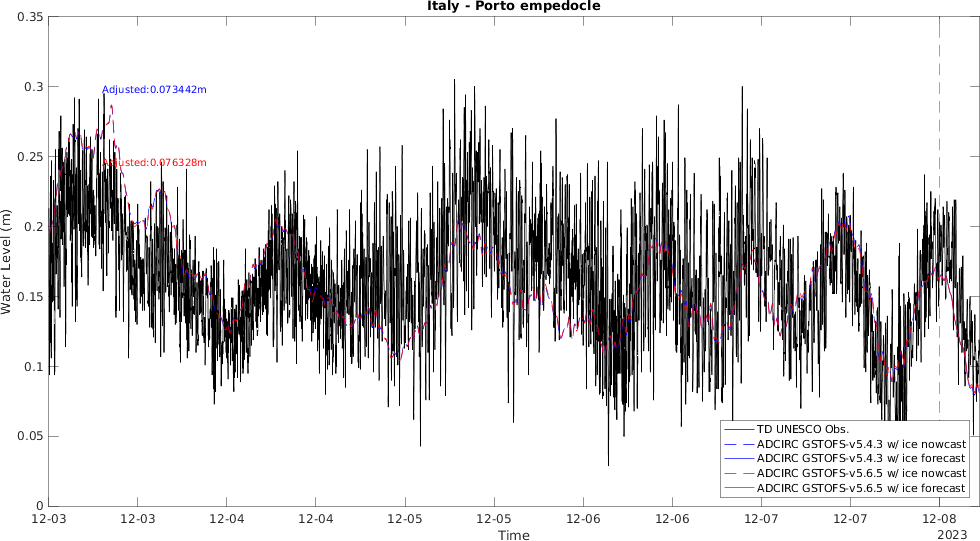 Italy - Porto empedocle
Water Level (m)
0.35
0.3
0.25
0.2
0.15
0.1
0.05
0
Adjusted:0.073442m
Adjusted:0.076328m
TD UNESCO Obs.
ADCIRC GSTOFS-v5.4.3 w/ ice nowcast
ADCIRC GSTOFS-v5.4.3 w/ ice forecast
ADCIRC GSTOFS-v5.6.5 w/ ice nowcast
ADCIRC GSTOFS-v5.6.5 w/ ice forecast
12-03 12-03 12-04 12-04 12-05 12-05 12-06 12-06 12-07 12-07 12-08
2023
Time